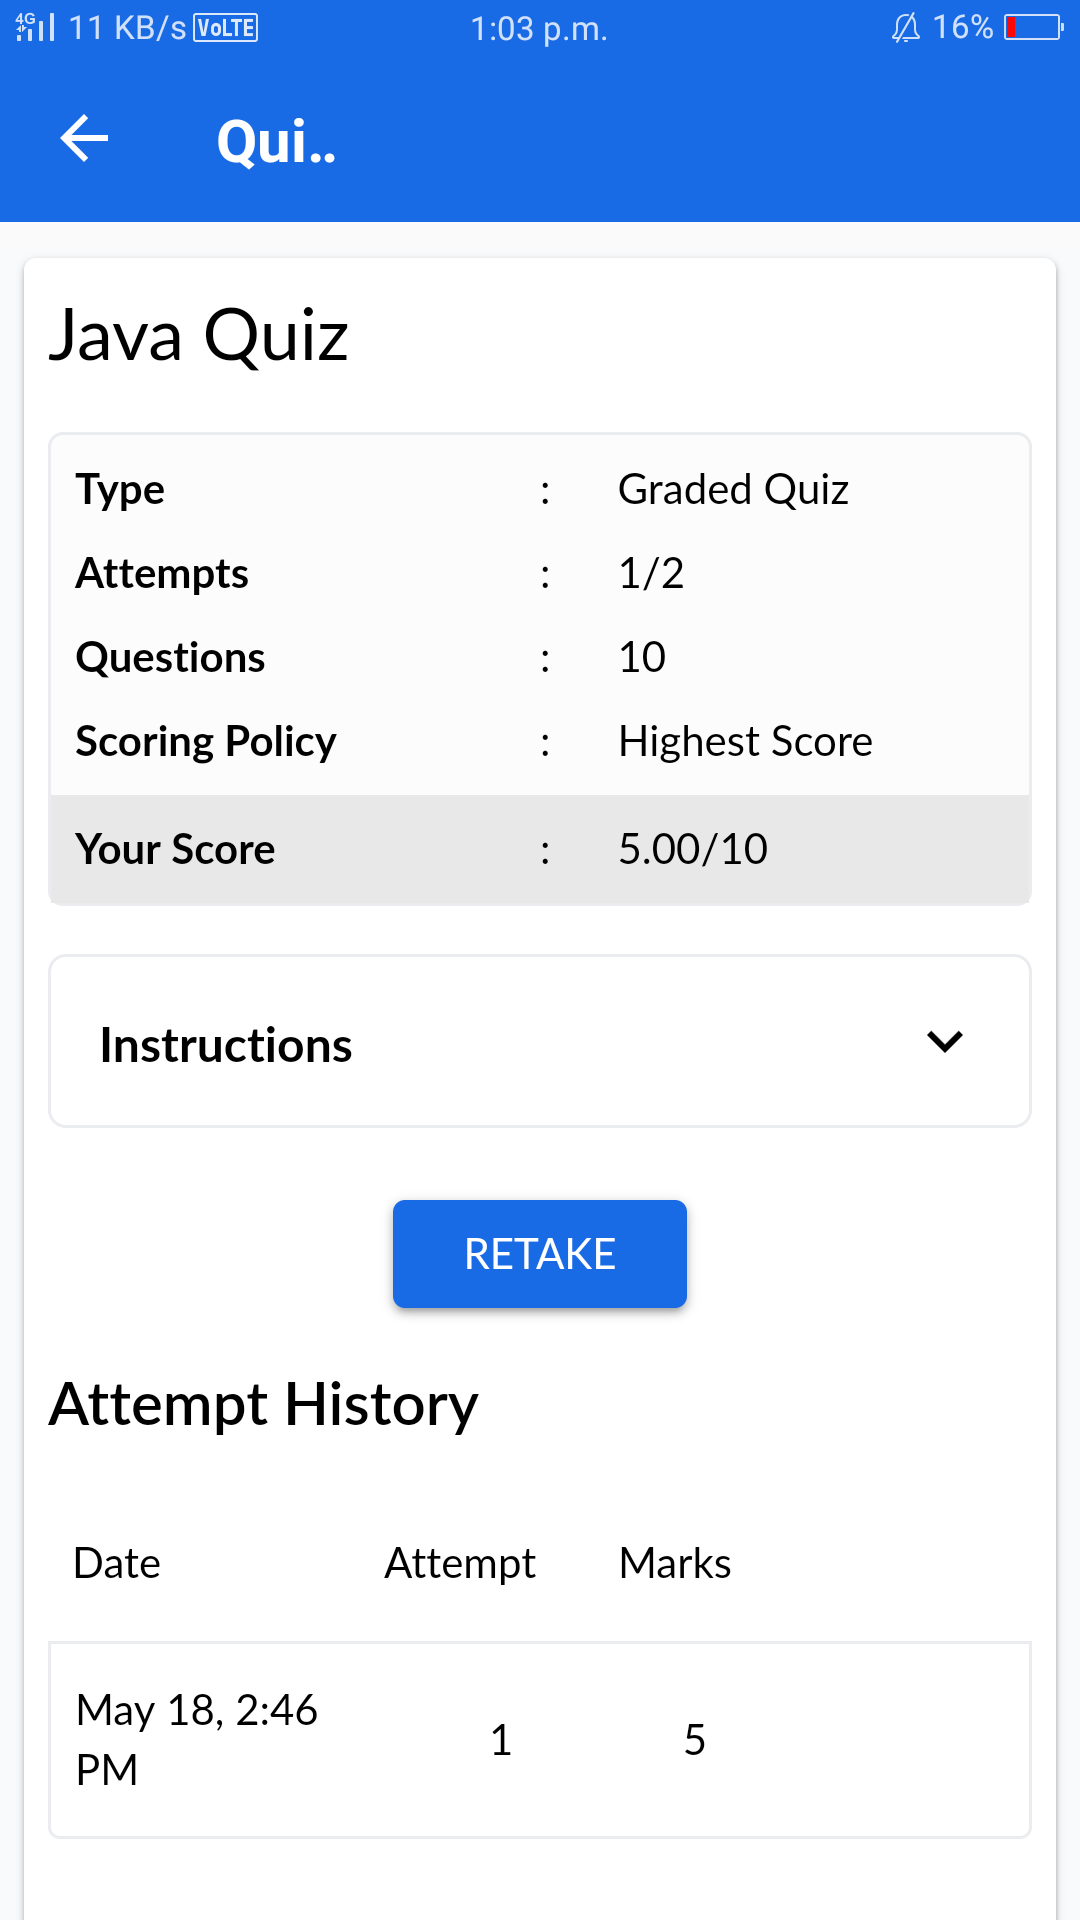 4G 11 KB/s VoLTE 1:03 p.m. 16%
Qui..
Java Quiz
Type : Graded Quiz
Attempts : 1/2
Questions : 10
Scoring Policy : Highest Score
Your Score : 5.00/10
Instructions
RETAKE
Attempt History
Date Attempt Marks
May 18, 2:46
PM 1 5